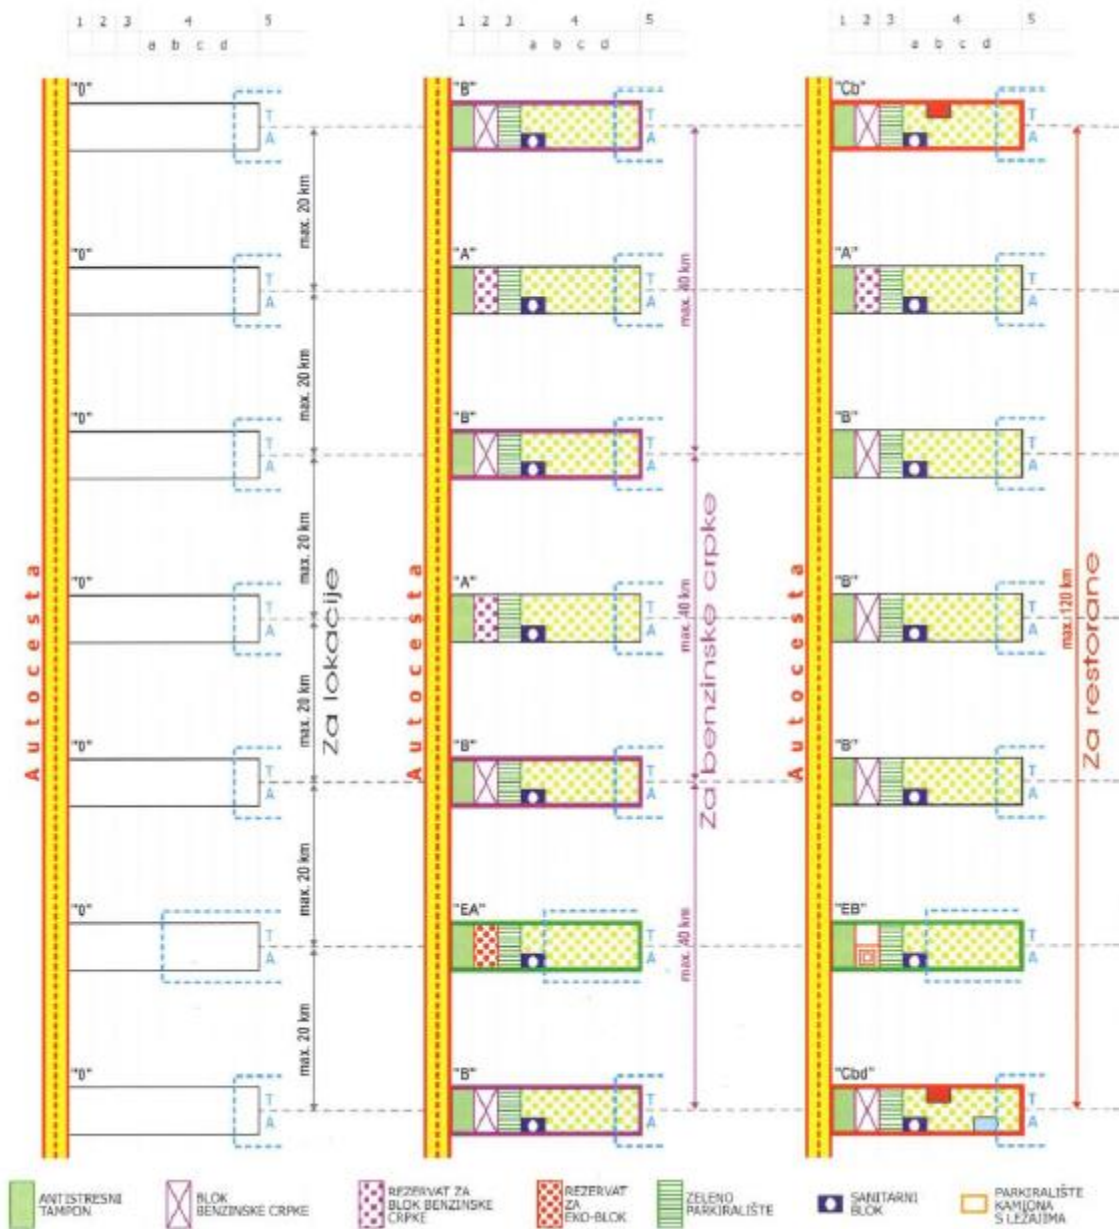 1 2 3 4 5
a b c d
1 2 3 4 5
a b c d
1 2 3 4 5
a b c d
"0"
T
A
"B"
T
A
"Cb"
T
A
max. 20 km
"0"
T
A
"A"
T
A
max. 40 km
"A"
T
A
max. 20 km
"0"
T
A
"B"
T
A
"B"
T
A
max. 20 km
"0"
T
A
"A"
T
A
max. 40 km
"B"
T
A
max. 120 km
Autocesta
Za lokacije
Autocesta
Za benzinske crpke
Autocesta
Za restorane
max. 20 km
"0"
T
A
"B"
T
A
"B"
T
A
max. 20 km
"0"
T
A
"EA"
T
A
max. 40 km
"EB"
T
A
max. 20 km
"0"
T
A
"B"
T
A
"Cbd"
T
A
ANTISTRESNI
TAMPON
BLOK
BENZINSKE CRPKE
REZERVAT ZA
BLOK BENZINSKE
CRPKE
REZERVAT
ZA
EKO-BLOK
ZELENO
PARKIRALIŠTE
SANITARNI
BLOK
PARKIRALIŠTE
KAMIONA
S LEŽAJIMA